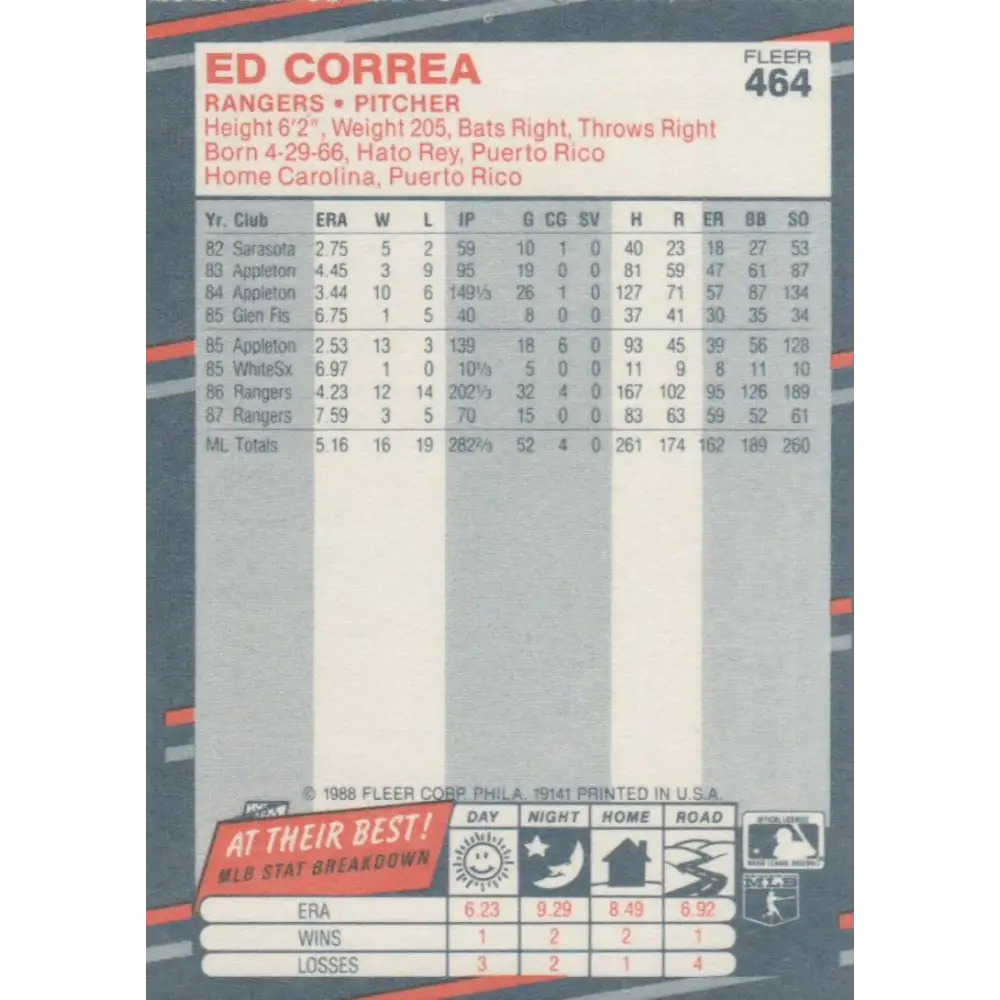 ED CORREA
FLEER
464
RANGERS • PITCHER
Height 6'2", Weight 205, Bats Right, Throws Right
Born 4-29-66, Hato Rey, Puerto Rico
Home Carolina, Puerto Rico
Yr. Club ERA W L IP G CG SV H R ER BB SO
82 Sarasota 2.75 5 2 59 10 1 0 40 23 18 27 53
83 Appleton 4.45 3 9 95 19 0 0 81 59 47 61 87
84 Appleton 3.44 10 6 149⅓ 26 1 0 127 71 57 87 134
85 Glen Fls 6.75 1 5 40 8 0 0 37 41 30 35 34
85 Appleton 2.53 13 3 139 18 6 0 93 45 39 56 128
85 WhiteSx 6.97 1 0 10⅓ 5 0 0 11 9 8 11 10
86 Rangers 4.23 12 14 202⅓ 32 4 0 167 102 95 126 189
87 Rangers 7.59 3 5 70 15 0 0 83 63 59 52 61
ML Totals 5.16 16 19 282⅔ 52 4 0 261 174 162 189 260
© 1988 FLEER CORP. PHILA. 19141 PRINTED IN U.S.A.
AT THEIR BEST!
MLB STAT BREAKDOWN
DAY NIGHT HOME ROAD
OFFICIAL LICENSEE
MAJOR LEAGUE BASEBALL
MLB
ERA 6.23 9.29 8.49 6.92
WINS 1 2 2 1
LOSSES 3 2 1 4